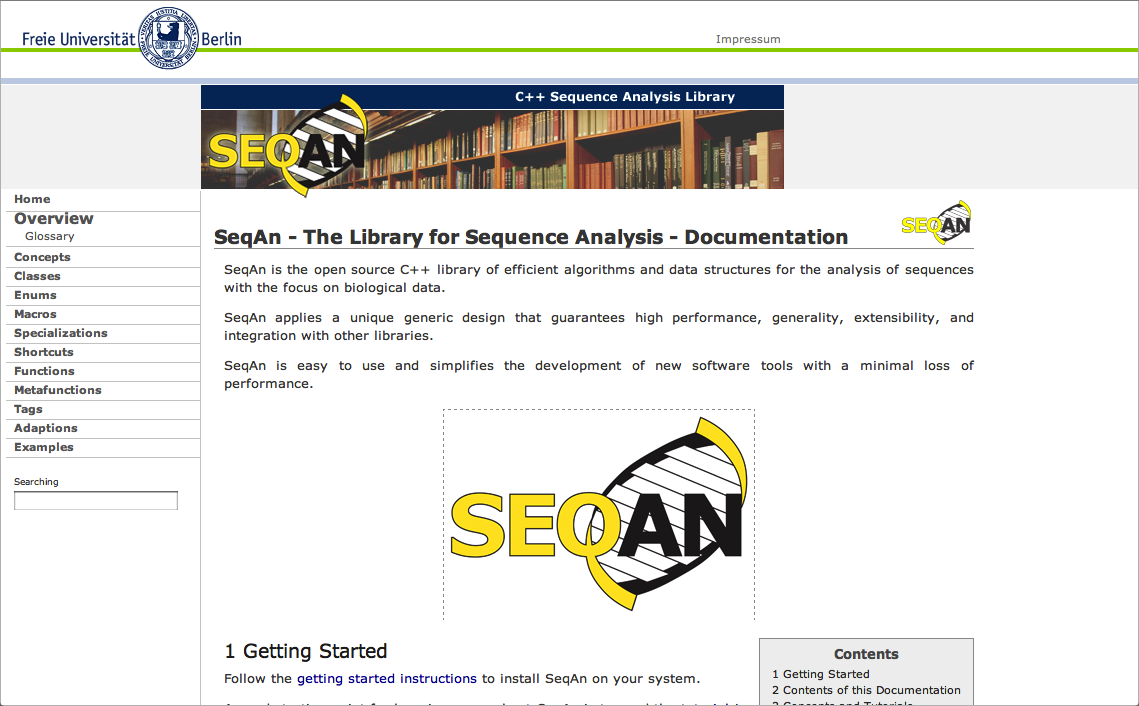 Freie Universität Berlin
Impressum
C++ Sequence Analysis Library
SEQAN
Home
Overview
Glossary
Concepts
Classes
Enums
Macros
Specializations
Shortcuts
Functions
Metafunctions
Tags
Adaptions
Examples
Searching
SEQAN
SeqAn - The Library for Sequence Analysis - Documentation
SeqAn is the open source C++ library of efficient algorithms and data structures for the analysis of sequences
with the focus on biological data.
SeqAn applies a unique generic design that guarantees high performance, generality, extensibility, and
integration with other libraries.
SeqAn is easy to use and simplifies the development of new software tools with a minimal loss of
performance.
SEQAN
1 Getting Started
Follow the getting started instructions to install SeqAn on your system.
Contents
1 Getting Started
2 Contents of this Documentation
3 Concepts and Tutorials